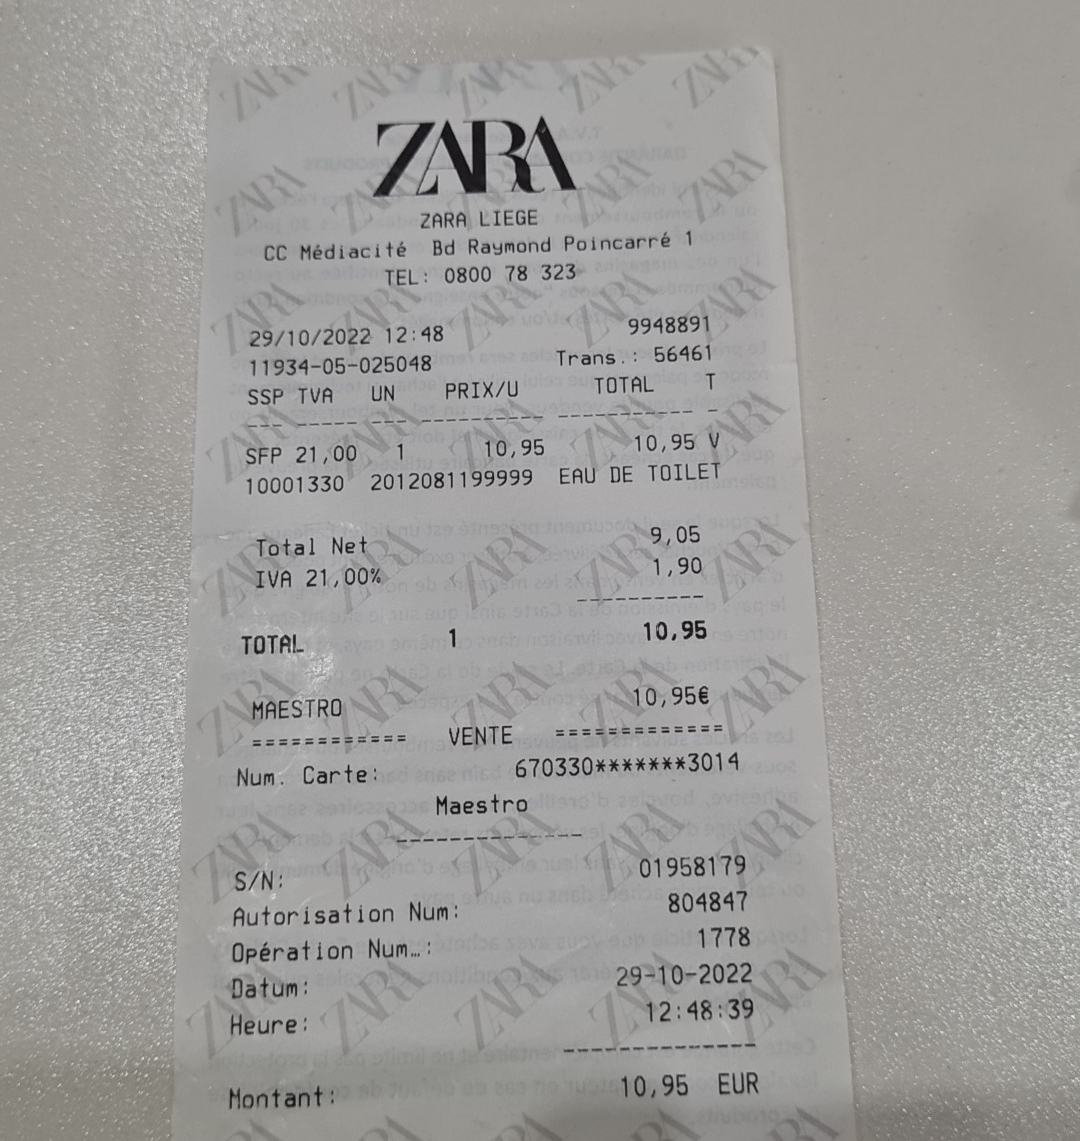 ZARA
ZARA LIEGE
CC Médiacité Bd Raymond Poincarré 1
TEL: 0800 78 323
29/10/2022 12:48 9948891
11934-05-025048 Trans.: 56461
SSP TVA UN PRIX/U TOTAL T
--- ------- --- ---------- --------- -
SFP 21,00 1 10,95 10,95 V
10001330 2012081199999 EAU DE TOILET
Total Net 9,05
IVA 21,00% 1,90
----------
TOTAL 1 10,95
MAESTRO 10,95€
============ VENTE =============
Num. Carte: 670330*******3014
Maestro
--------------
S/N: 01958179
Autorisation Num: 804847
Opération Num…: 1778
Datum: 29-10-2022
Heure: 12:48:39
--------------
Montant: 10,95 EUR